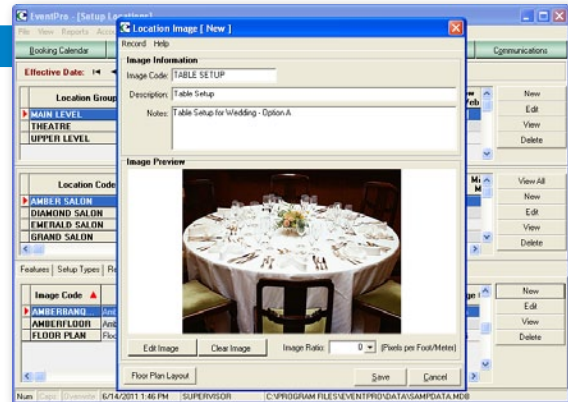 EventPro - [Setup Locations]
File View Reports
Booking Calendar
Communications
Effective Date:
Location Group
MAIN LEVEL
THEATRE
UPPER LEVEL
New
Edit
View
Delete
Location Code
AMBER SALON
DIAMOND SALON
EMERALD SALON
GRAND SALON
View All
New
Edit
View
Delete
Features Setup Types
Image Code
AMBERBANQ...
AMBERFLOOR
FLOOR PLAN
New
Edit
View
Delete
Location Image [ New ]
Record Help
Image Information
Image Code: TABLE SETUP
Description: Table Setup
Notes: Table Setup for Wedding - Option A
Image Preview
Edit Image Clear Image Image Ratio: 0 (Pixels per Foot/Meter)
Floor Plan Layout Save Cancel
Num Caps Overwrite 6/14/2011 1:46 PM SUPERVISOR C:\PROGRAM FILES\EVENTPRO\DATA\SAMPDATA.MDB